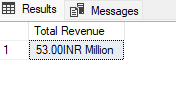 Results Messages
Total Revenue
1 53.00INR Million